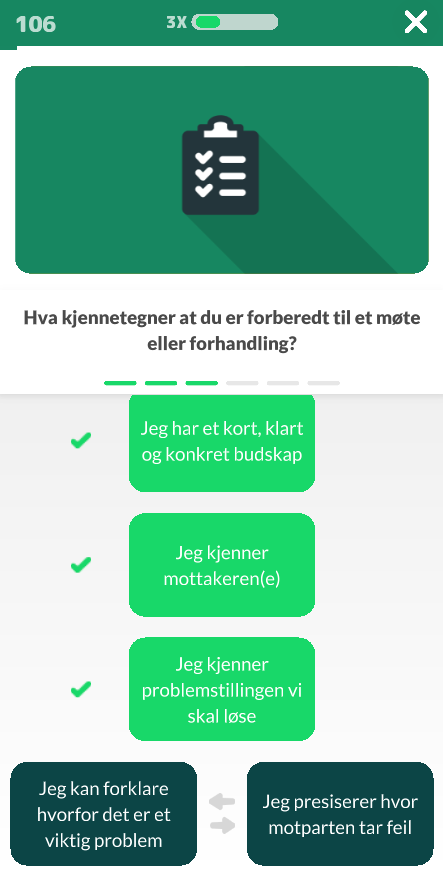 106
3X
Hva kjennetegner at du er forberedt til et møte
eller forhandling?
Jeg har et kort, klart
og konkret budskap
Jeg kjenner
mottakeren(e)
Jeg kjenner
problemstillingen vi
skal løse
Jeg kan forklare
hvorfor det er et
viktig problem
Jeg presiserer hvor
motparten tar feil